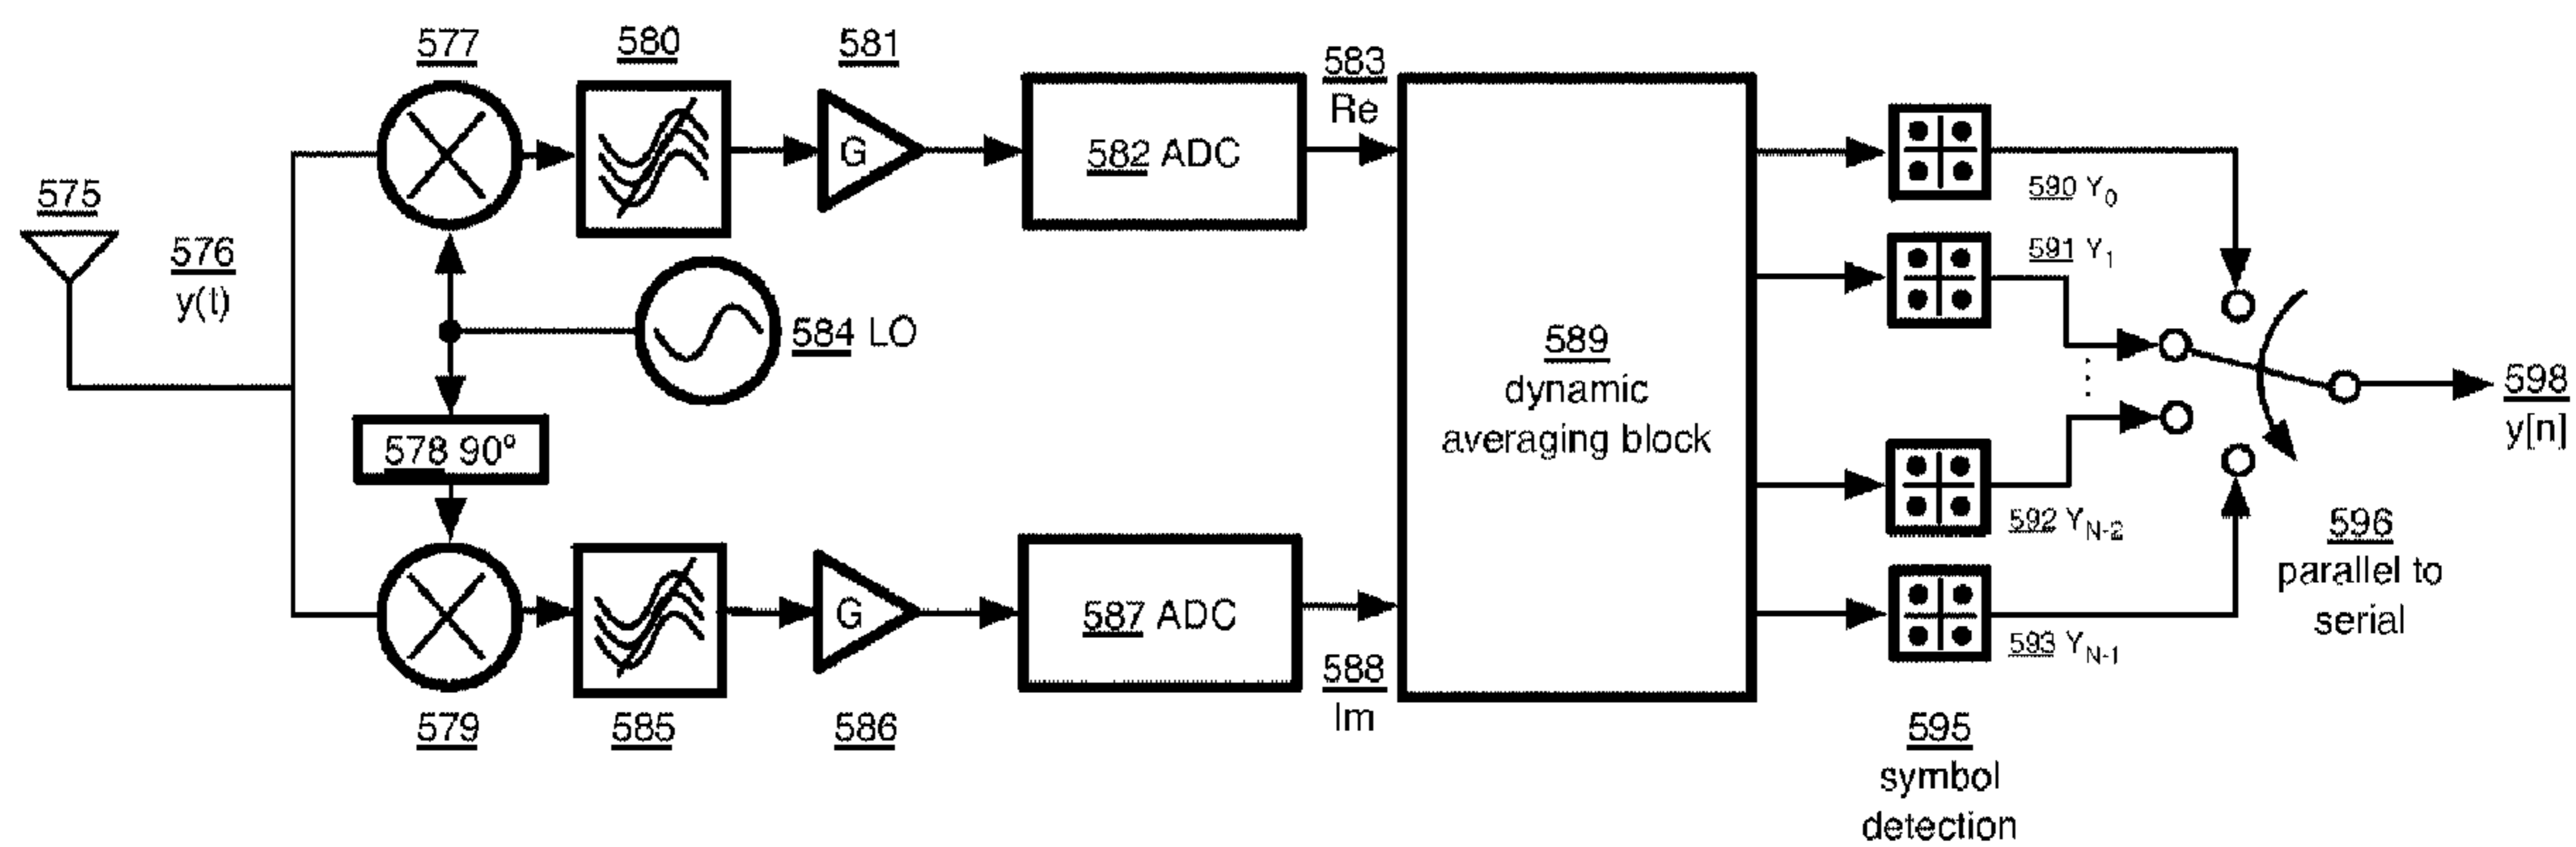 577
580
581
583
Re
G
582 ADC
575
576
y(t)
590 Y0
591 Y1
584 LO
589
dynamic
averaging block
578 90º
598
y[n]
592 YN-2
596
parallel to
serial
G
587 ADC
593 YN-1
588
Im
579
585
586
595
symbol
detection